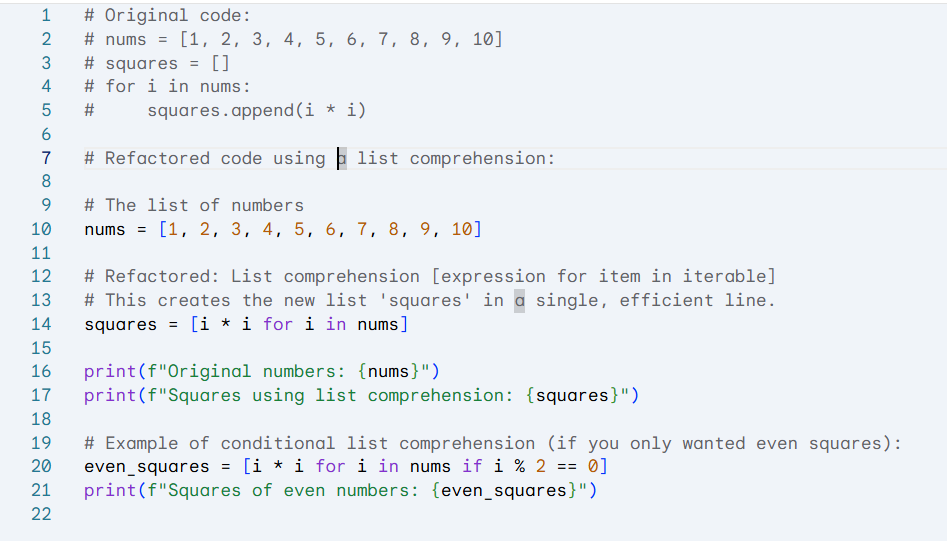 1 # Original code:
2 # nums = [1, 2, 3, 4, 5, 6, 7, 8, 9, 10]
3 # squares = []
4 # for i in nums:
5 #     squares.append(i * i)
6
7 # Refactored code using a list comprehension:
8
9 # The list of numbers
10 nums = [1, 2, 3, 4, 5, 6, 7, 8, 9, 10]
11
12 # Refactored: List comprehension [expression for item in iterable]
13 # This creates the new list 'squares' in a single, efficient line.
14 squares = [i * i for i in nums]
15
16 print(f"Original numbers: {nums}")
17 print(f"Squares using list comprehension: {squares}")
18
19 # Example of conditional list comprehension (if you only wanted even squares):
20 even_squares = [i * i for i in nums if i % 2 == 0]
21 print(f"Squares of even numbers: {even_squares}")
22